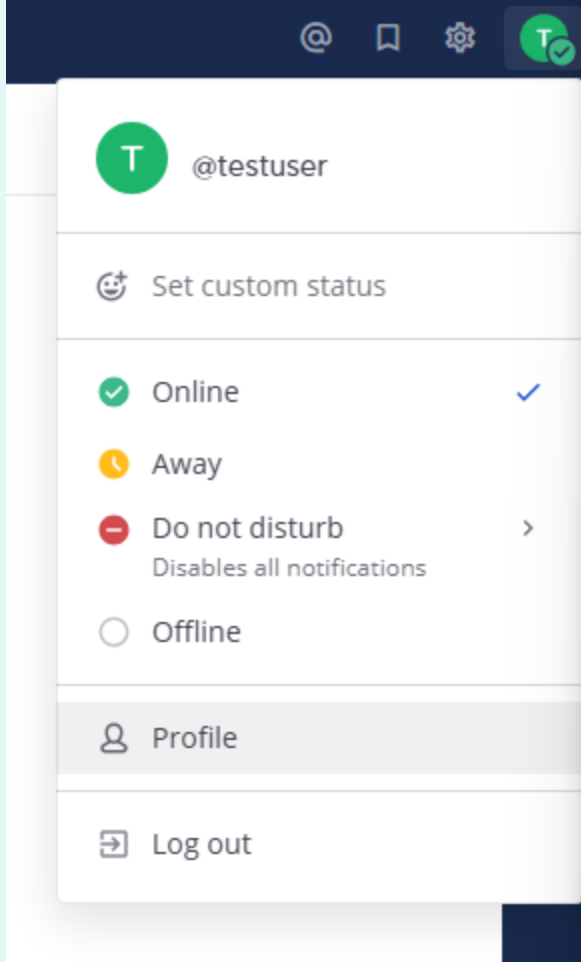 T
T
@testuser
Set custom status
Online
Away
Do not disturb
Disables all notifications
Offline
Profile
Log out